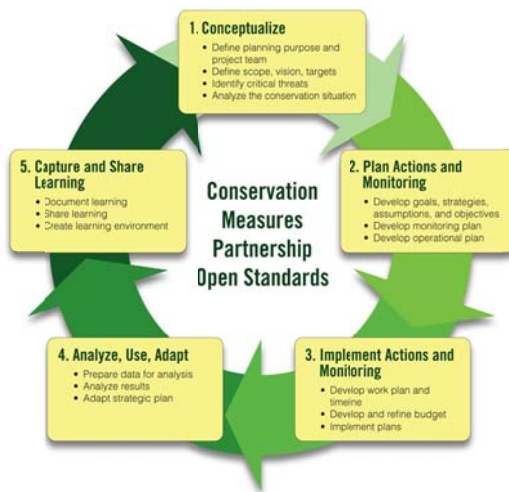 1. Conceptualize
• Define planning purpose and
project team
• Define scope, vision, targets
• Identify critical threats
• Analyze the conservation situation
2. Plan Actions and
Monitoring
• Develop goals, strategies,
assumptions, and objectives
• Develop monitoring plan
• Develop operational plan
3. Implement Actions and
Monitoring
• Develop work plan and
timeline
• Develop and refine budget
• Implement plans
4. Analyze, Use, Adapt
• Prepare data for analysis
• Analyze results
• Adapt strategic plan
5. Capture and Share
Learning
• Document learning
• Share learning
• Create learning environment
Conservation
Measures
Partnership
Open Standards